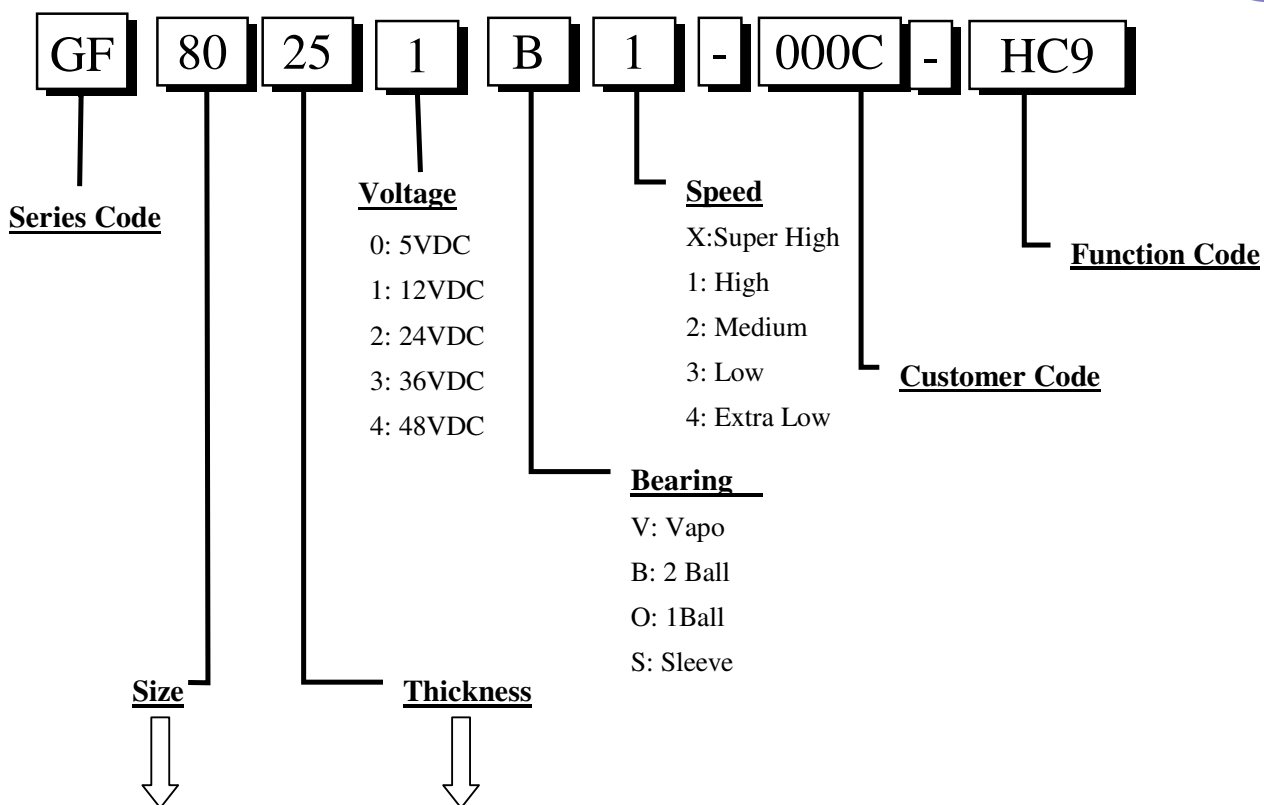 GF 80 25 1 B 1 - 000C - HC9
Series Code
Voltage
0: 5VDC
1: 12VDC
2: 24VDC
3: 36VDC
4: 48VDC
Speed
X:Super High
1: High
2: Medium
3: Low
4: Extra Low
Function Code
Customer Code
Bearing
V: Vapo
B: 2 Ball
O: 1Ball
S: Sleeve
Size
Thickness